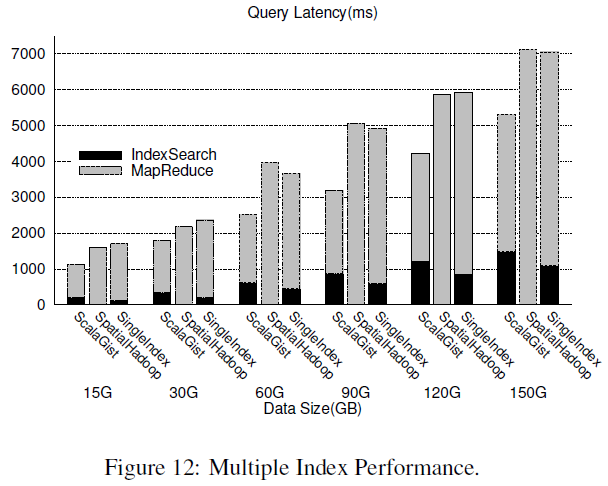 Query Latency(ms)
7000
6000
5000
4000
3000
2000
1000
0
IndexSearch
MapReduce
ScalaGist
SpatialHadoop
SingleIndex
ScalaGist
SpatialHadoop
SingleIndex
ScalaGist
SpatialHadoop
SingleIndex
ScalaGist
SpatialHadoop
SingleIndex
ScalaGist
SpatialHadoop
SingleIndex
ScalaGist
SpatialHadoop
SingleIndex
15G 30G 60G 90G 120G 150G
Data Size(GB)
Figure 12: Multiple Index Performance.